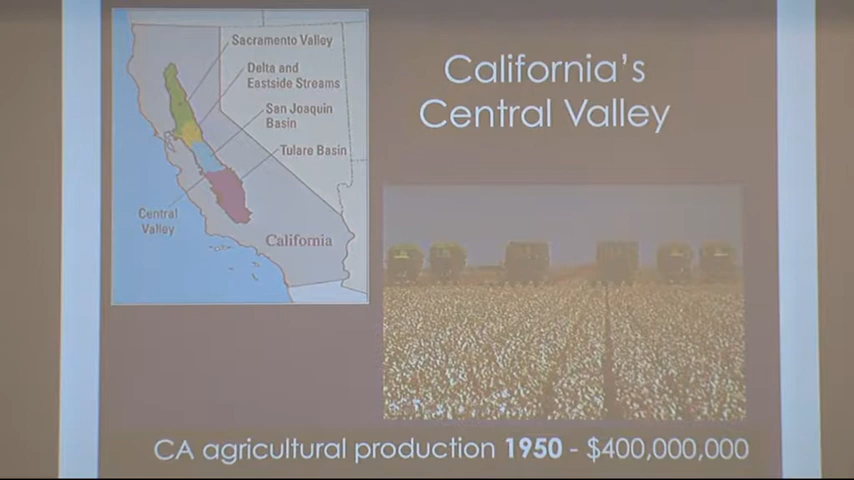 Sacramento Valley
Delta and
Eastside Streams
San Joaquin
Basin
Tulare Basin
Central
Valley
California
California's
Central Valley
CA agricultural production 1950 - $400,000,000